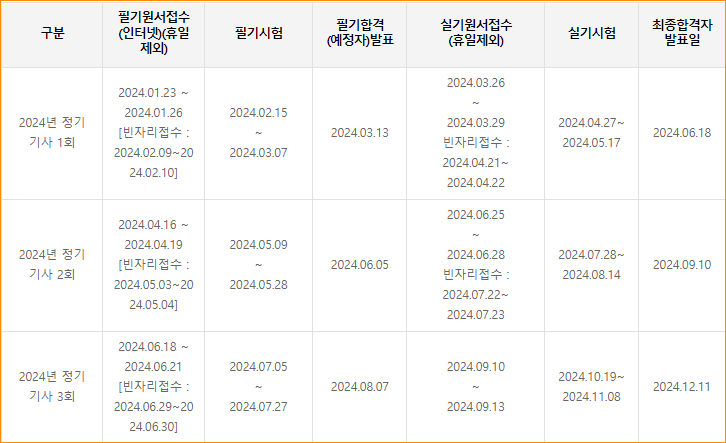 구분
필기원서접수
(인터넷)(휴일
제외)
필기시험
필기합격
(예정자)발표
실기원서접수
(휴일제외)
실기시험
최종합격자
발표일
2024년 정기
기사 1회
2024.01.23 ~
2024.01.26
[빈자리접수 :
2024.02.09~20
24.02.10]
2024.02.15
~
2024.03.07
2024.03.13
2024.03.26
~
2024.03.29
빈자리접수 :
2024.04.21~
2024.04.22
2024.04.27~
2024.05.17
2024.06.18
2024년 정기
기사 2회
2024.04.16 ~
2024.04.19
[빈자리접수 :
2024.05.03~20
24.05.04]
2024.05.09
~
2024.05.28
2024.06.05
2024.06.25
~
2024.06.28
빈자리접수 :
2024.07.22~
2024.07.23
2024.07.28~
2024.08.14
2024.09.10
2024년 정기
기사 3회
2024.06.18 ~
2024.06.21
[빈자리접수 :
2024.06.29~20
24.06.30]
2024.07.05
~
2024.07.27
2024.08.07
2024.09.10
~
2024.09.13
2024.10.19~
2024.11.08
2024.12.11